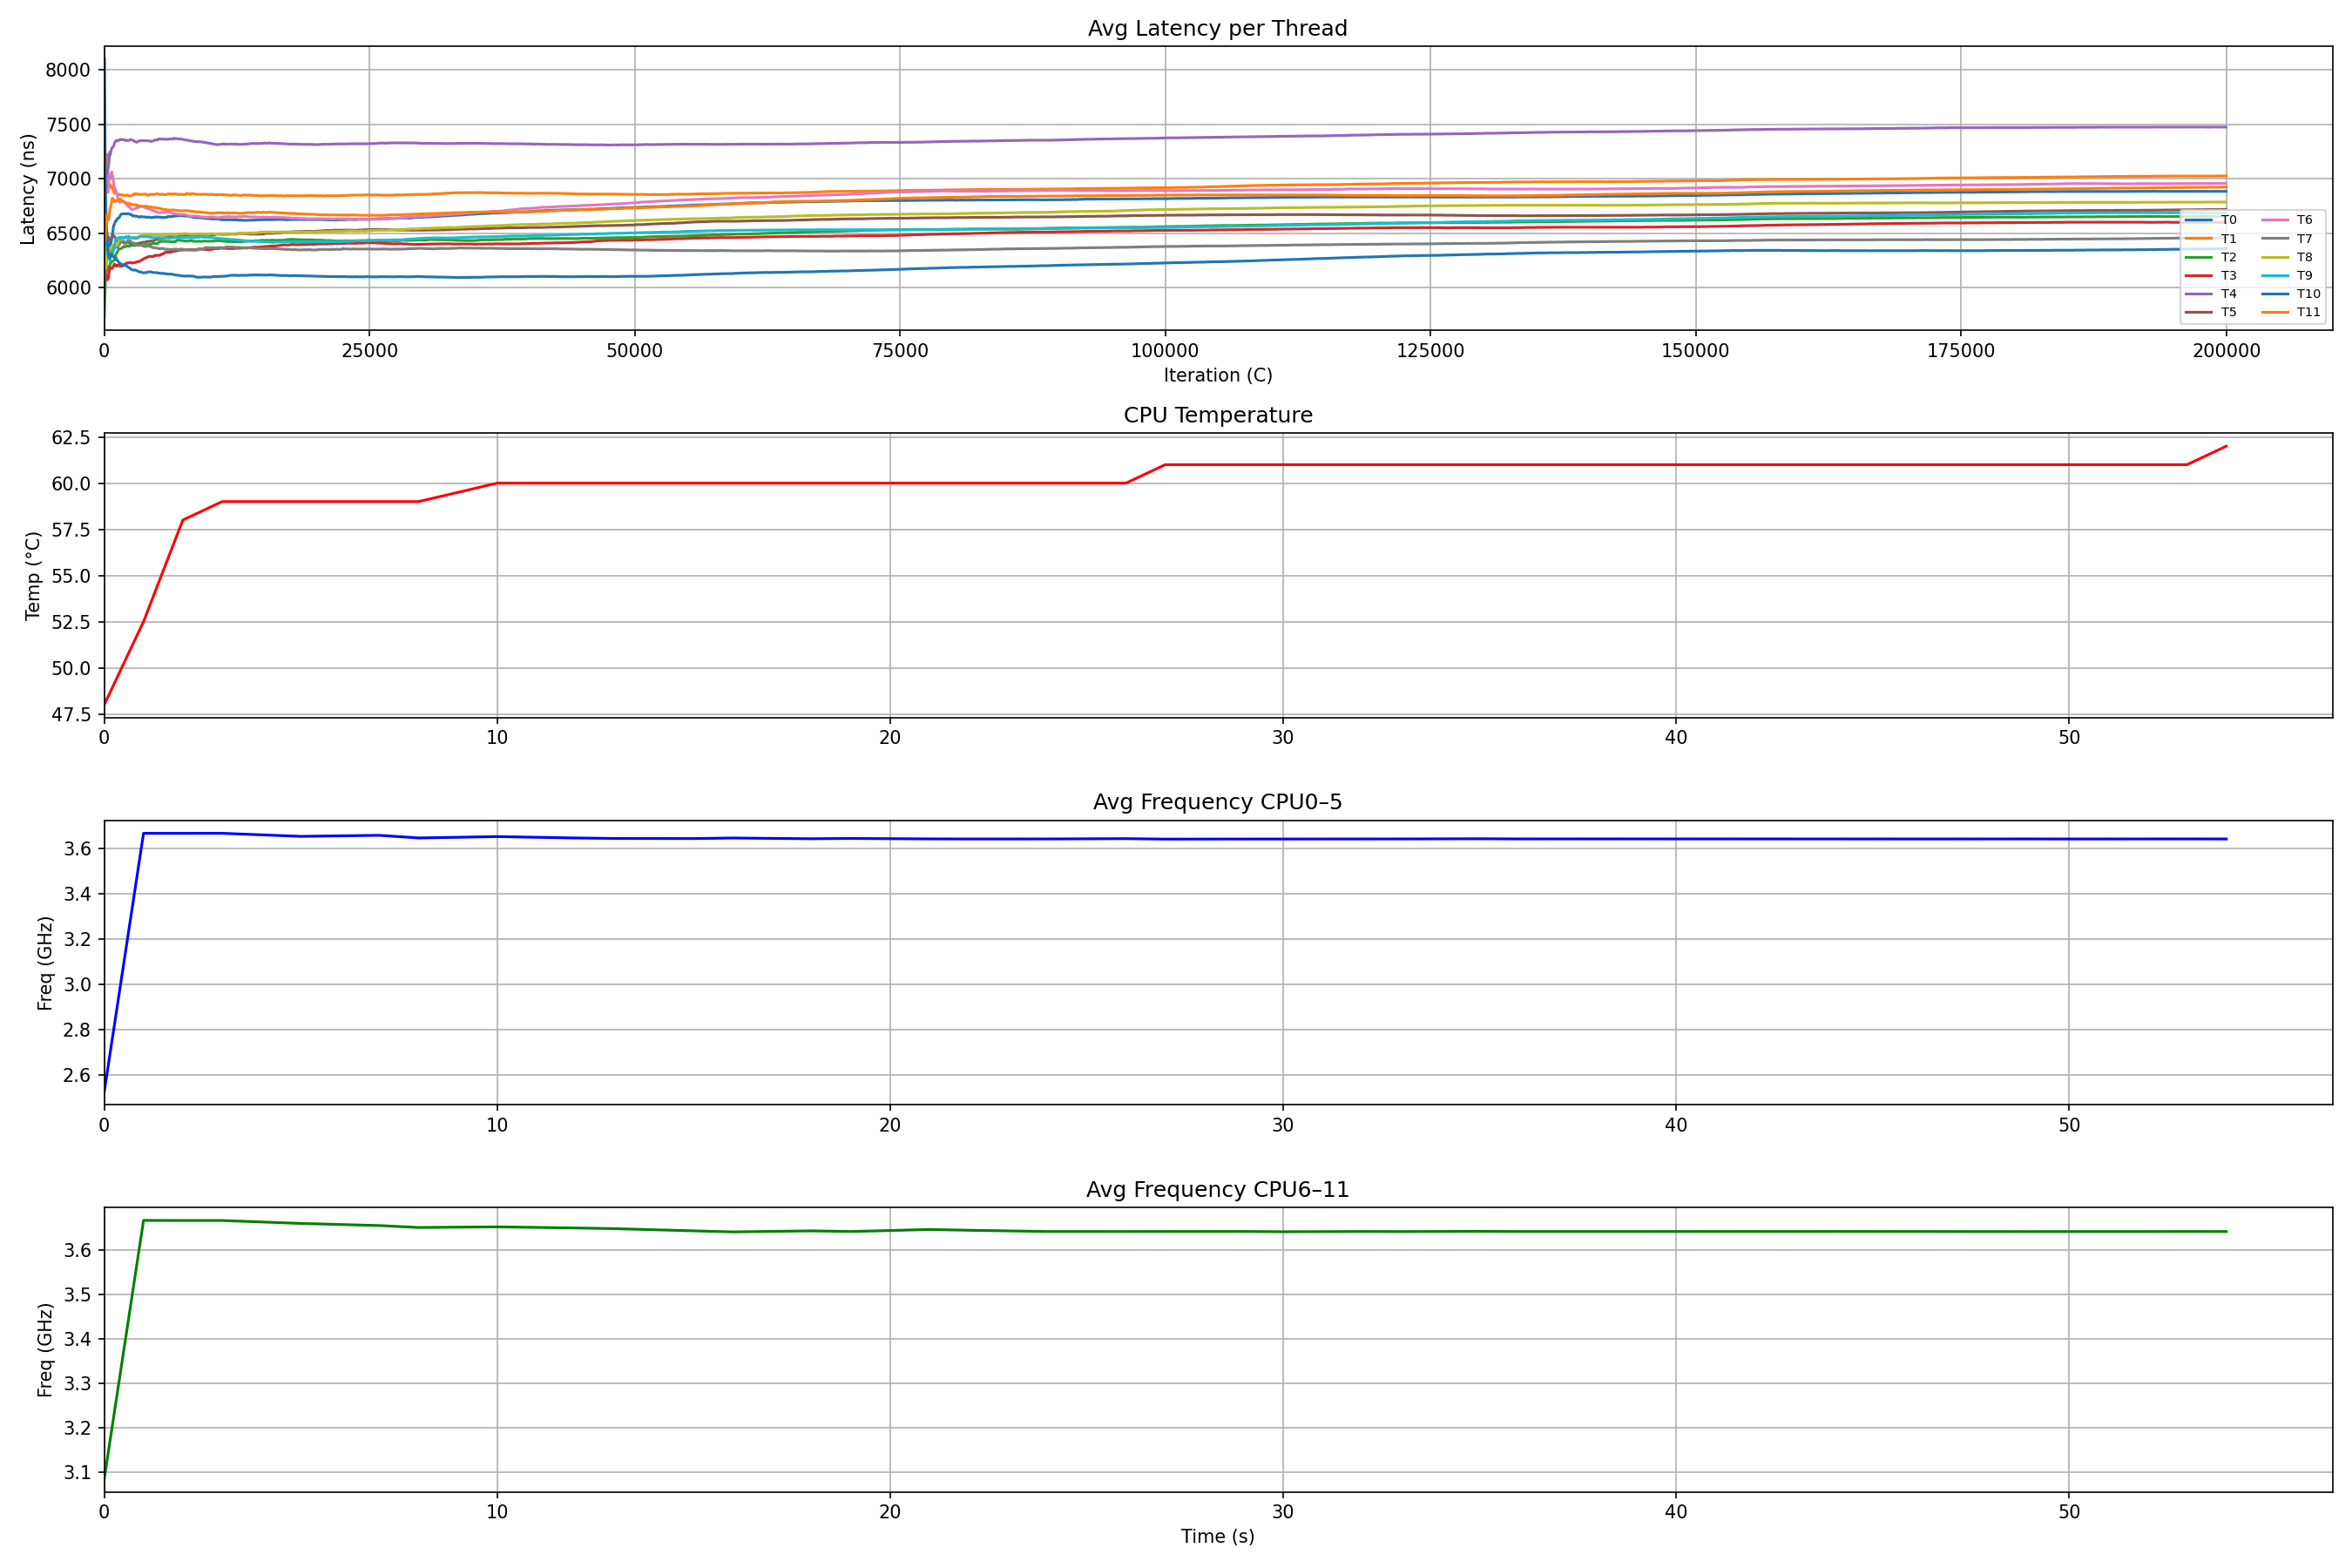 Avg Latency per Thread
Latency (ns)
8000
7500
7000
6500
6000
T0 T6
T1 T7
T2 T8
T3 T9
T4 T10
T5 T11
0 25000 50000 75000 100000 125000 150000 175000 200000
Iteration (C)
CPU Temperature
Temp (°C)
62.5
60.0
57.5
55.0
52.5
50.0
47.5
0 10 20 30 40 50
Avg Frequency CPU0–5
Freq (GHz)
3.6
3.4
3.2
3.0
2.8
2.6
0 10 20 30 40 50
Avg Frequency CPU6–11
Freq (GHz)
3.6
3.5
3.4
3.3
3.2
3.1
0 10 20 30 40 50
Time (s)